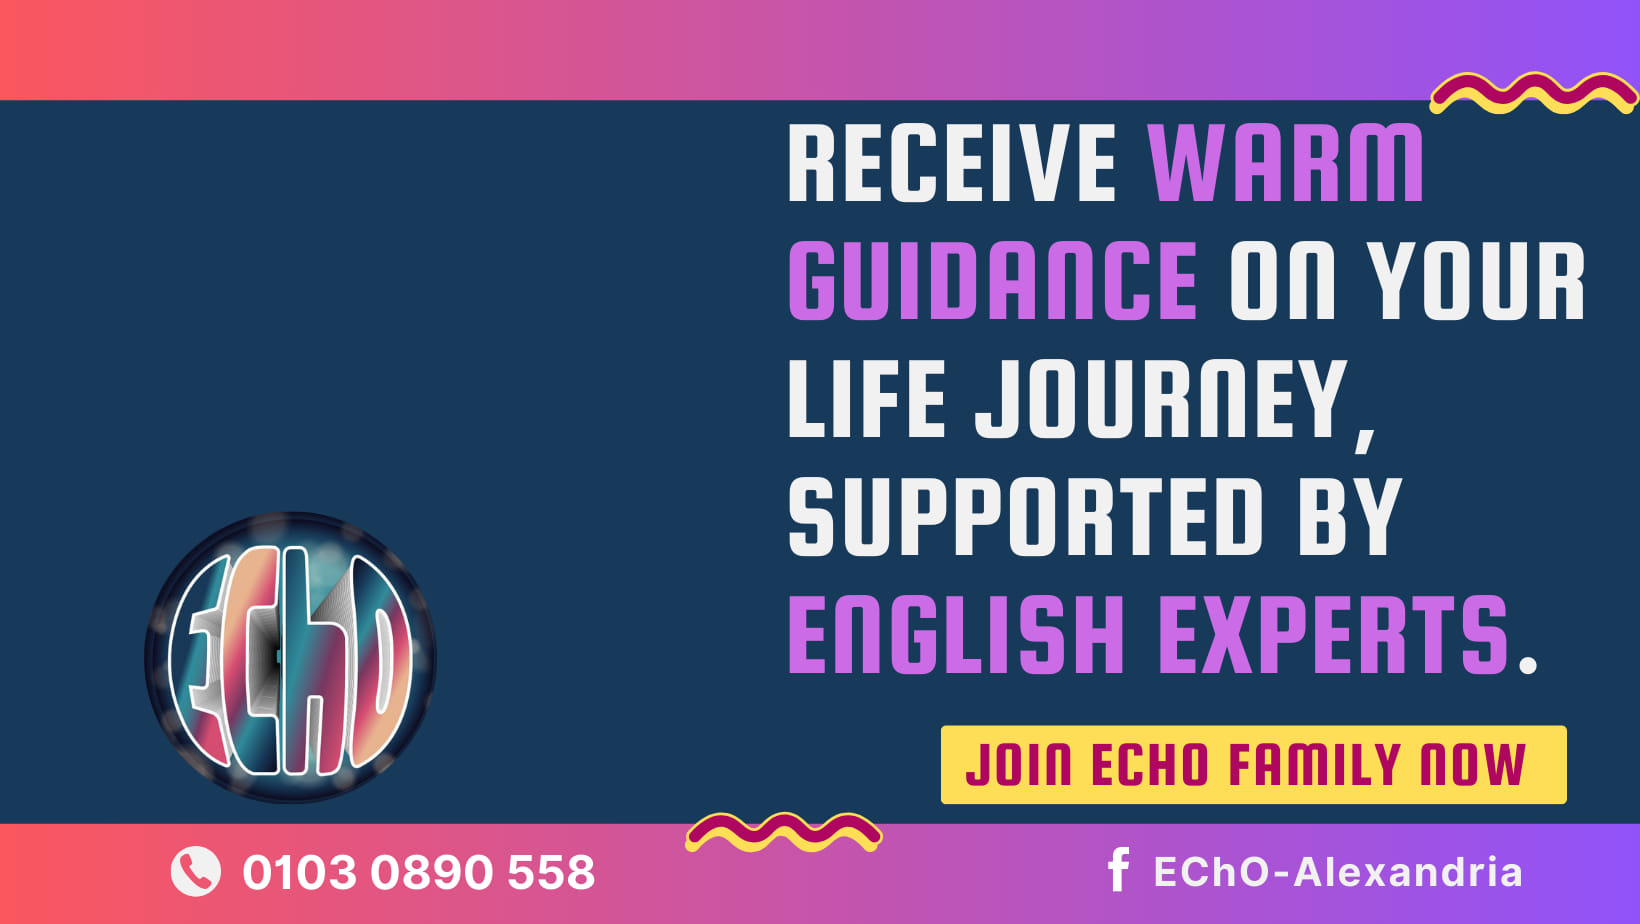 RECEIVE WARM
GUIDANCE ON YOUR
LIFE JOURNEY,
SUPPORTED BY
ENGLISH EXPERTS.
EChO
JOIN ECHO FAMILY NOW
0103 0890 558
EChO-Alexandria